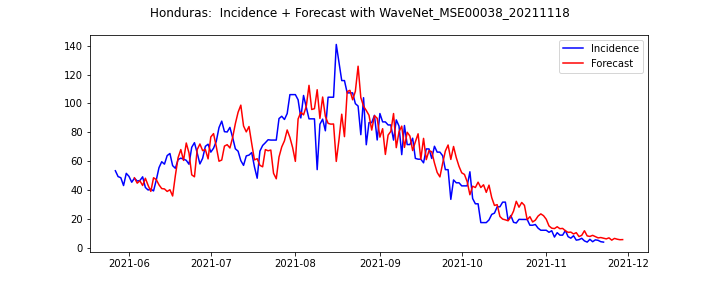 Honduras:  Incidence + Forecast with WaveNet_MSE00038_20211118
Incidence
Forecast
140
120
100
80
60
40
20
0
2021-06 2021-07 2021-08 2021-09 2021-10 2021-11 2021-12